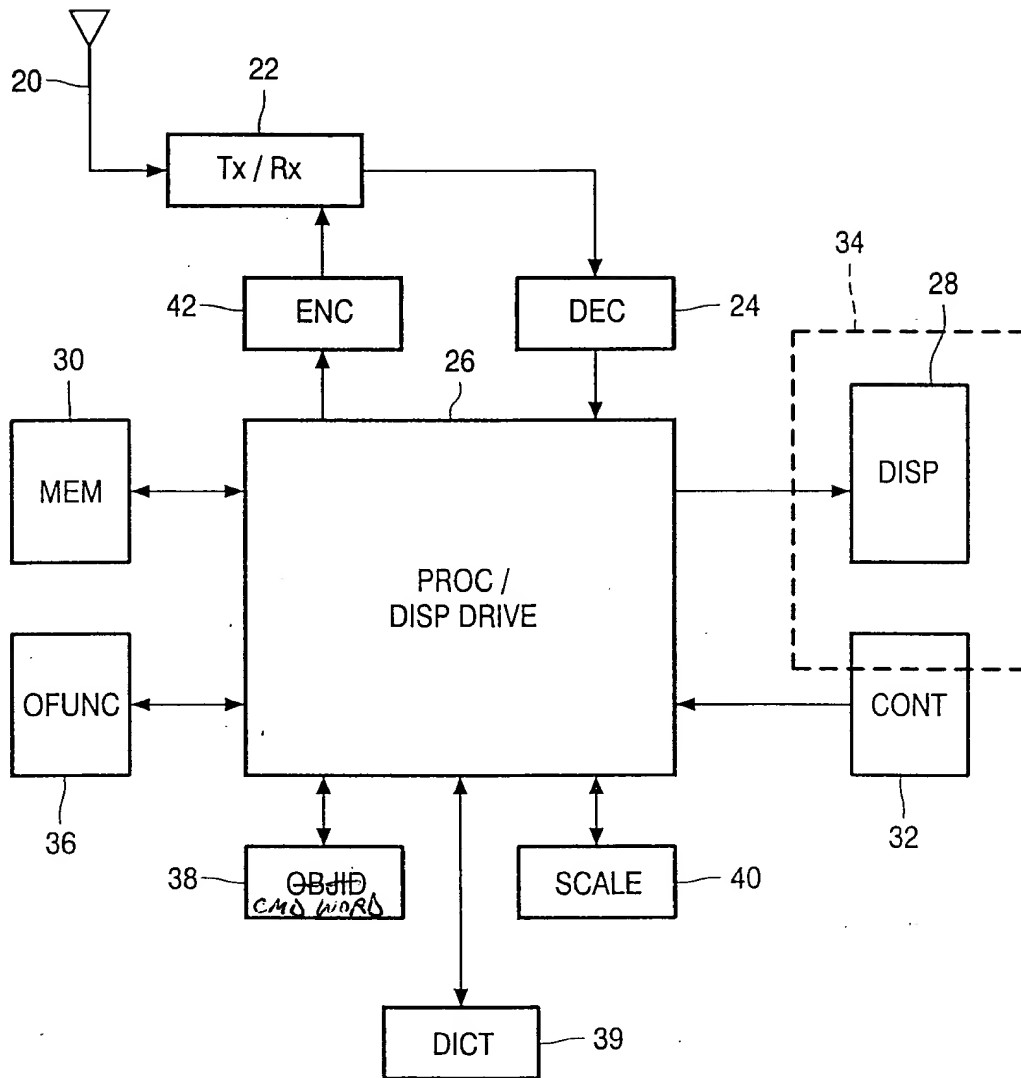 20
22
Tx / Rx
34
42
ENC
DEC
24
28
30
26
MEM
DISP
PROC /
DISP DRIVE
OFUNC
CONT
36
32
38
OBJID
CMD WORD
SCALE
40
DICT
39